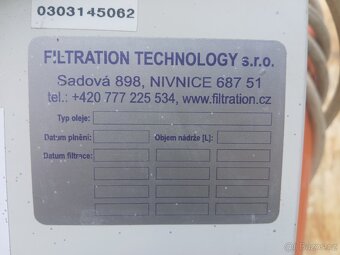 0303145062
FILTRATION TECHNOLOGY s.r.o.
Sadová 898, NIVNICE 687 51
tel.: +420 777 225 534, www.filtration.cz
Typ oleje:
Datum plnění: Objem nádrže [L]:
Datum filtrace: